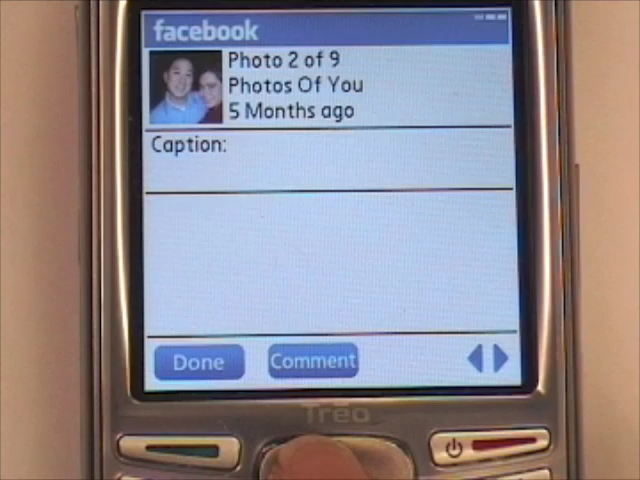 facebook
Photo 2 of 9
Photos Of You
5 Months ago
Caption:
Done
Comment
Treo